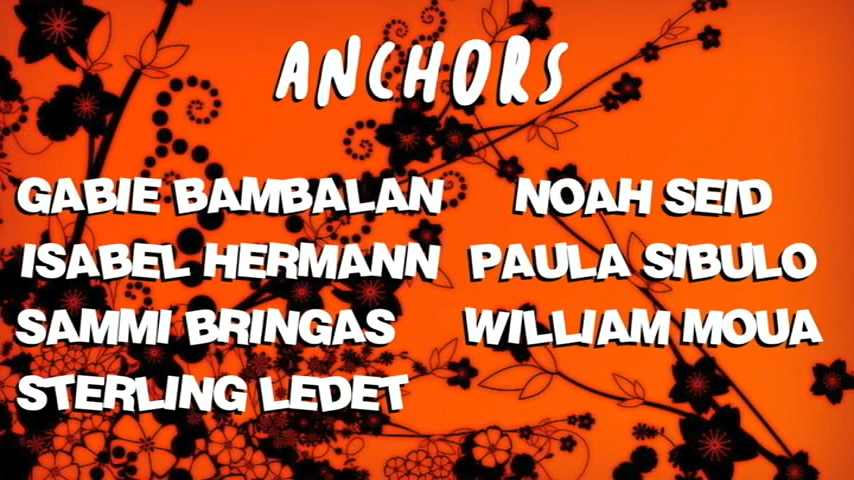 ANCHORS
GABIE BAMBALAN
ISABEL HERMANN
SAMMI BRINGAS
STERLING LEDET
NOAH SEID
PAULA SIBULO
WILLIAM MOUA